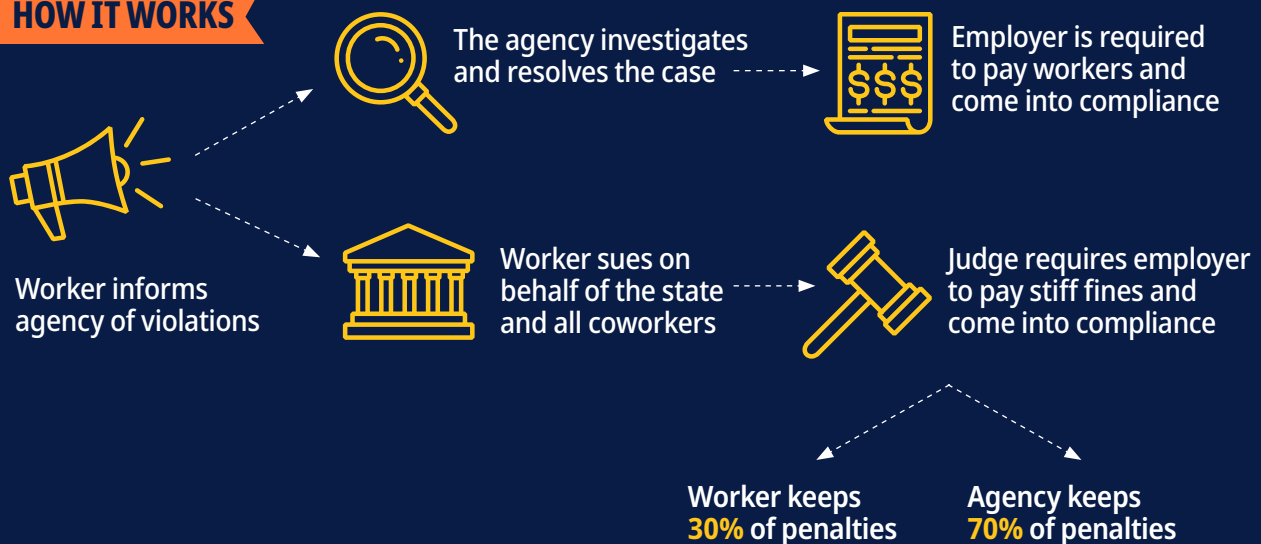 HOW IT WORKS
The agency investigates
and resolves the case
Employer is required
to pay workers and
come into compliance
$$$
Worker informs
agency of violations
Worker sues on
behalf of the state
and all coworkers
Judge requires employer
to pay stiff fines and
come into compliance
Worker keeps
30% of penalties
Agency keeps
70% of penalties